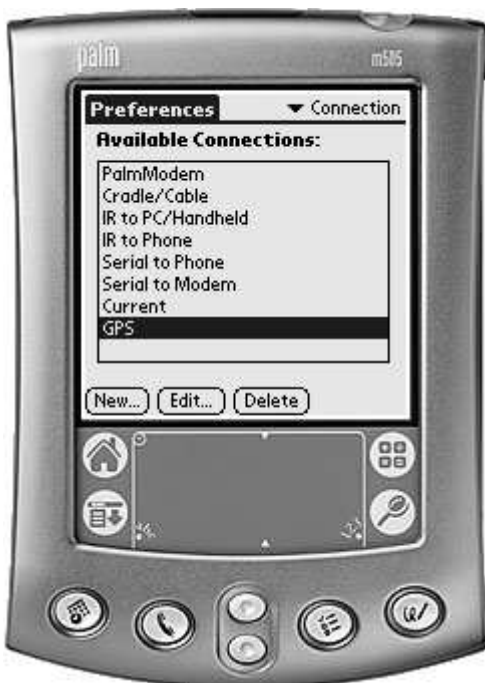 palm m505
Preferences ▼ Connection
Available Connections:
PalmModem
Cradle/Cable
IR to PC/Handheld
IR to Phone
Serial to Phone
Serial to Modem
Current
GPS
New... Edit... Delete